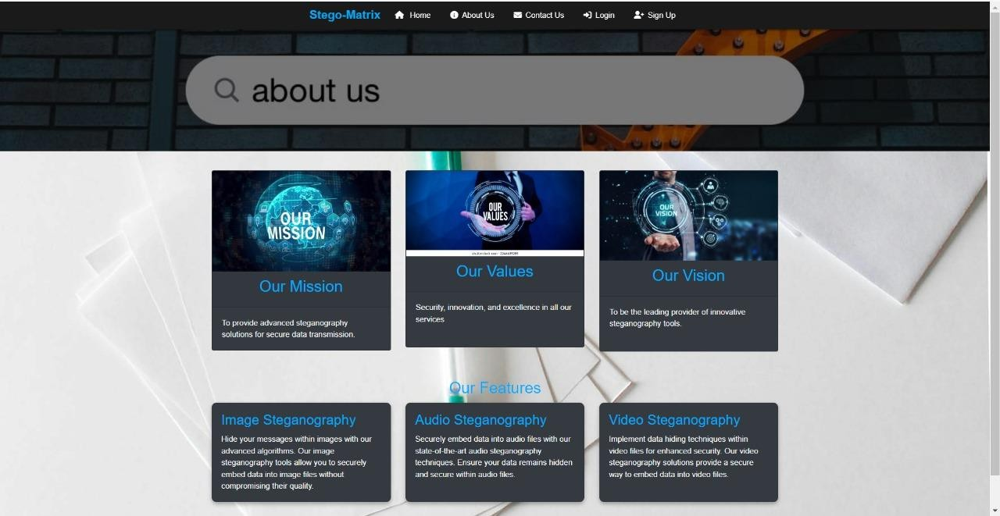 Stego-Matrix Home About Us Contact Us Login Sign Up
about us
OUR
MISSION
OUR
VALUES
OUR
VISION
Our Mission
Our Values
Our Vision
To provide advanced steganography
solutions for secure data transmission.
Security, innovation, and excellence in all our
services
To be the leading provider of innovative
steganography tools.
Our Features
Image Steganography
Hide your messages within images with our
advanced algorithms. Our image
steganography tools allow you to securely
embed data into image files without
compromising their quality.
Audio Steganography
Securely embed data into audio files with our
state-of-the-art audio steganography
techniques. Ensure your data remains hidden
and secure within audio files.
Video Steganography
Implement data hiding techniques within
video files for enhanced security. Our video
steganography solutions provide a secure
way to embed data into video files.